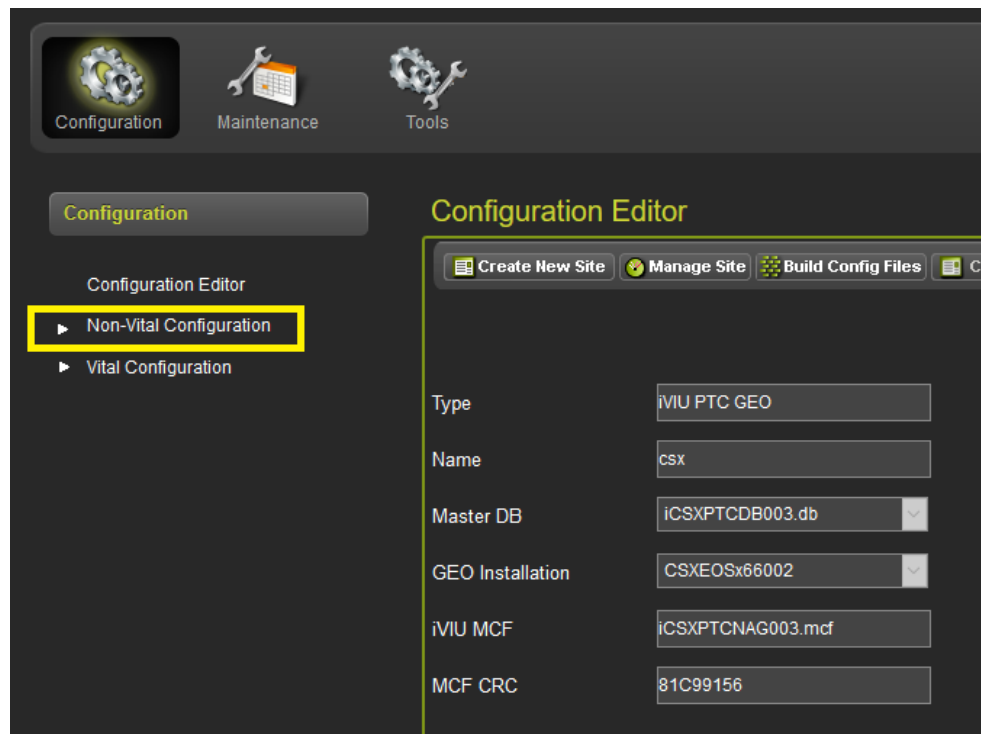 Configuration
Maintenance
Tools
Configuration
Configuration Editor
Non-Vital Configuration
Vital Configuration
Configuration Editor
Create New Site
Manage Site
Build Config Files
C
Type
iVIU PTC GEO
Name
csx
Master DB
iCSXPTCDB003.db
GEO Installation
CSXEOSx66002
iVIU MCF
iCSXPTCNAG003.mcf
MCF CRC
81C99156